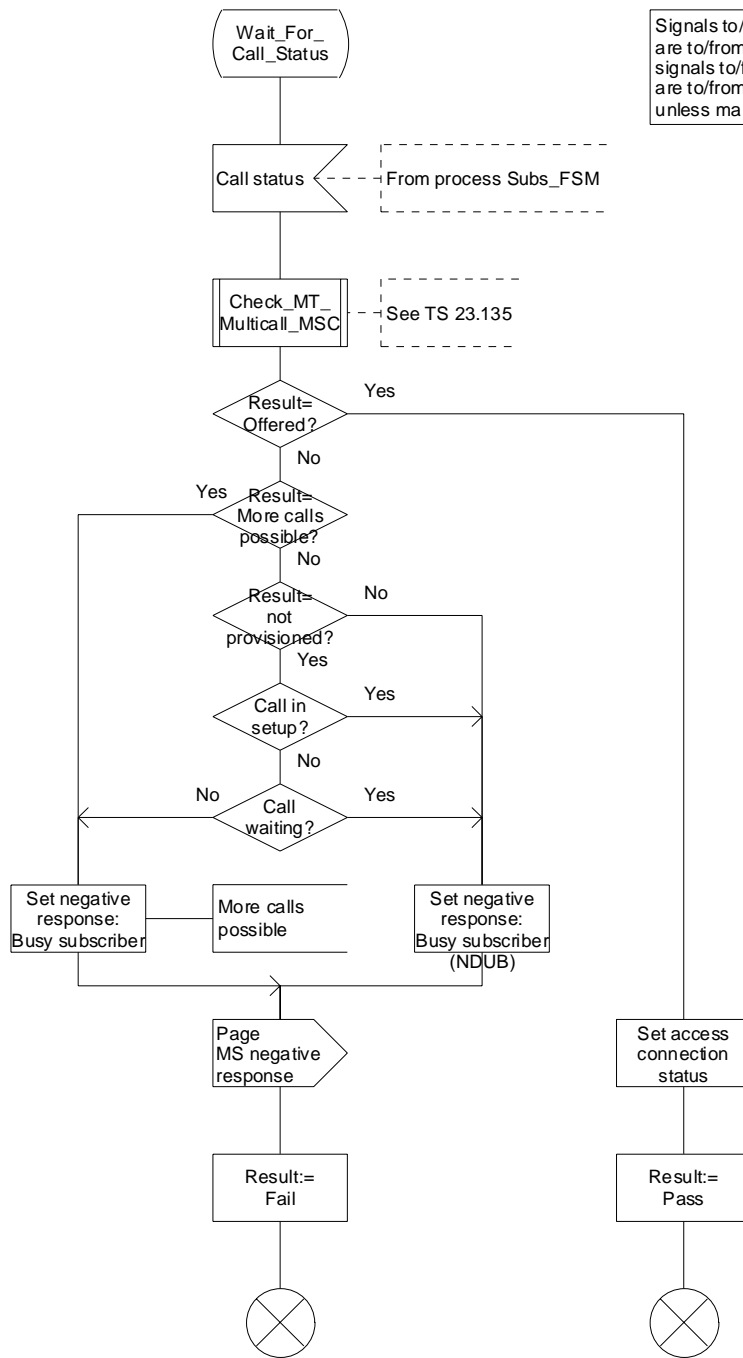 Wait_For_
Call_Status
Signals to/
are to/from
signals to/f
are to/from
unless ma
Call status
From process Subs_FSM
Check_MT_
Multicall_MSC
See TS 23.135
Result=
Offered?
Yes
No
Yes
Result=
More calls
possible?
No
Result=
not
provisioned?
No
Yes
Call in
setup?
Yes
No
No
Call
waiting?
Yes
Set negative
response:
Busy subscriber
More calls
possible
Set negative
response:
Busy subscriber
(NDUB)
Page
MS negative
response
Set access
connection
status
Result:=
Fail
Result:=
Pass